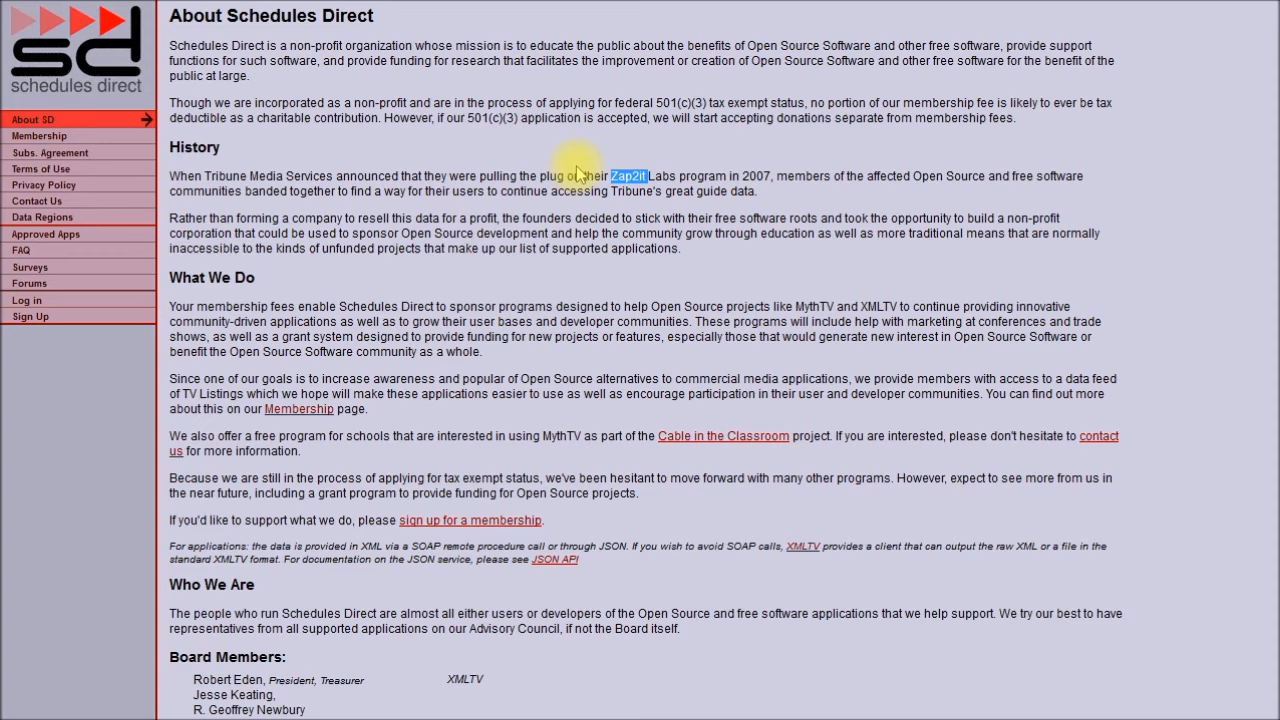 sd
schedules direct
About SD
Membership
Subs. Agreement
Terms of Use
Privacy Policy
Contact Us
Data Regions
Approved Apps
FAQ
Surveys
Forums
Log in
Sign Up
About Schedules Direct
Schedules Direct is a non-profit organization whose mission is to educate the public about the benefits of Open Source Software and other free software, provide support
functions for such software, and provide funding for research that facilitates the improvement or creation of Open Source Software and other free software for the benefit of the
public at large.
Though we are incorporated as a non-profit and are in the process of applying for federal 501(c)(3) tax exempt status, no portion of our membership fee is likely to ever be tax
deductible as a charitable contribution. However, if our 501(c)(3) application is accepted, we will start accepting donations separate from membership fees.
History
When Tribune Media Services announced that they were pulling the plug their Zap2it Labs program in 2007, members of the affected Open Source and free software
communities banded together to find a way for their users to continue accessing Tribune's great guide data.
Rather than forming a company to resell this data for a profit, the founders decided to stick with their free software roots and took the opportunity to build a non-profit
corporation that could be used to sponsor Open Source development and help the community grow through education as well as more traditional means that are normally
inaccessible to the kinds of unfunded projects that make up our list of supported applications.
What We Do
Your membership fees enable Schedules Direct to sponsor programs designed to help Open Source projects like MythTV and XMLTV to continue providing innovative
community-driven applications as well as to grow their user bases and developer communities. These programs will include help with marketing at conferences and trade
shows, as well as a grant system designed to provide funding for new projects or features, especially those that would generate new interest in Open Source Software or
benefit the Open Source Software community as a whole.
Since one of our goals is to increase awareness and popular of Open Source alternatives to commercial media applications, we provide members with access to a data feed
of TV Listings which we hope will make these applications easier to use as well as encourage participation in their user and developer communities. You can find out more
about this on our Membership page.
We also offer a free program for schools that are interested in using MythTV as part of the Cable in the Classroom project. If you are interested, please don't hesitate to contact
us for more information.
Because we are still in the process of applying for tax exempt status, we've been hesitant to move forward with many other programs. However, expect to see more from us in
the near future, including a grant program to provide funding for Open Source projects.
If you'd like to support what we do, please sign up for a membership.
For applications: the data is provided in XML via a SOAP remote procedure call or through JSON. If you wish to avoid SOAP calls, XMLTV provides a client that can output the raw XML or a file in the
standard XMLTV format. For documentation on the JSON service, please see JSON API
Who We Are
The people who run Schedules Direct are almost all either users or developers of the Open Source and free software applications that we help support. We try our best to have
representatives from all supported applications on our Advisory Council, if not the Board itself.
Board Members:
Robert Eden, President, Treasurer XMLTV
Jesse Keating,
R. Geoffrey Newbury